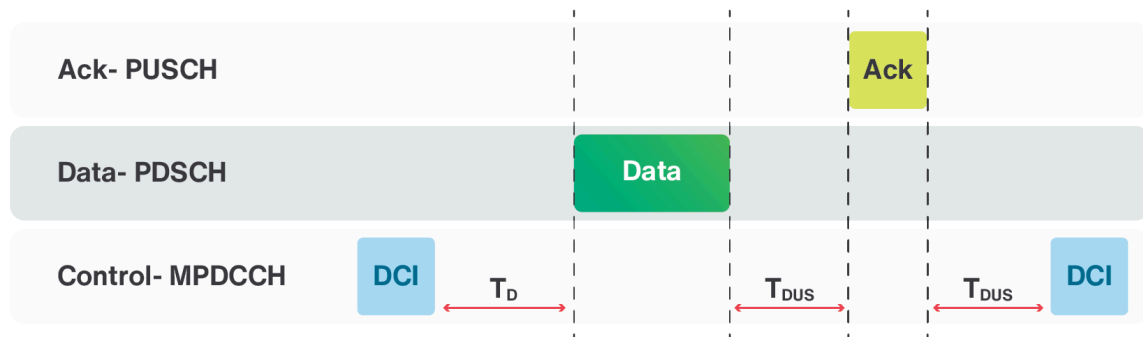 Ack- PUSCH
Ack
Data- PDSCH
Data
Control- MPDCCH
DCI
TD
TDUS
TDUS
DCI